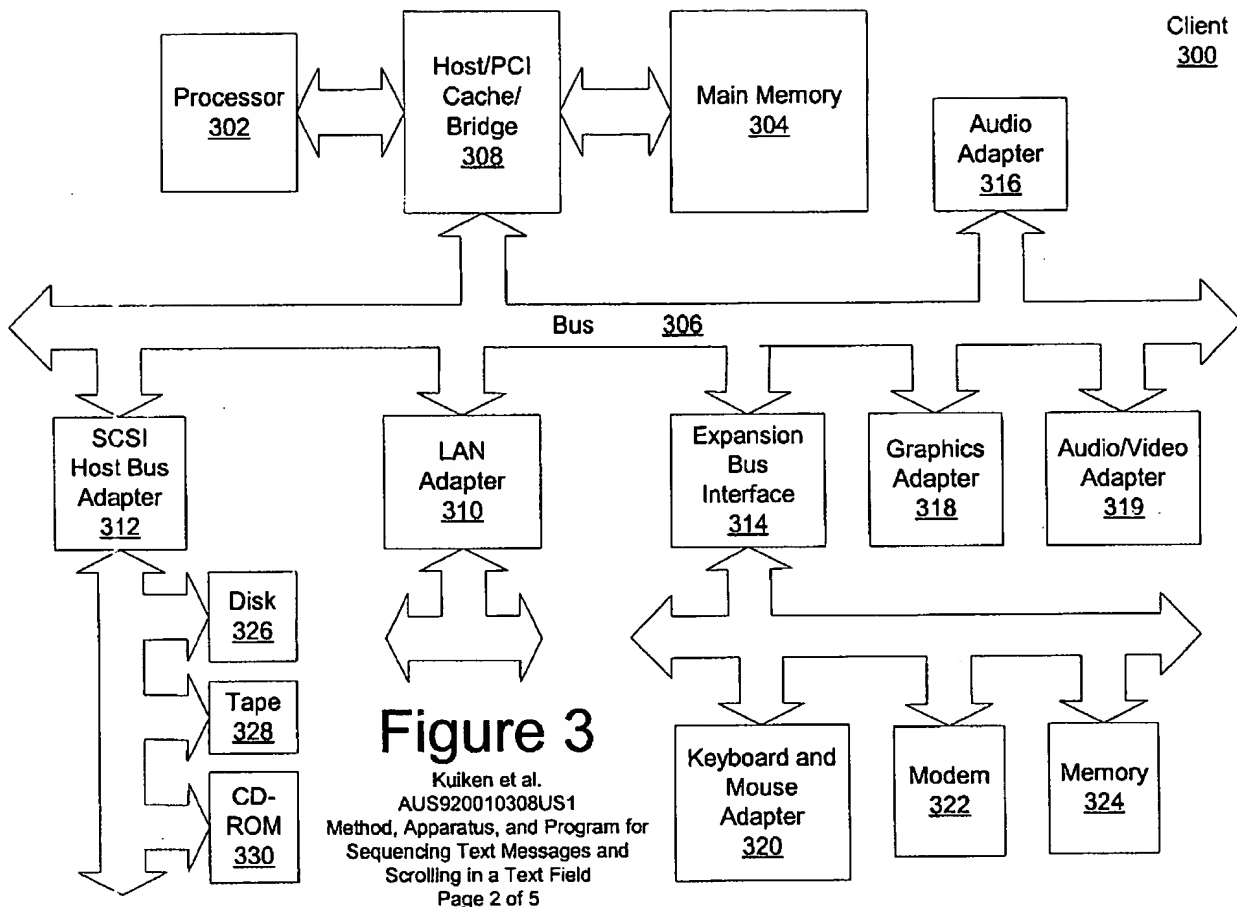 Client
300
Processor
302
Host/PCI
Cache/
Bridge
308
Main Memory
304
Audio
Adapter
316
Bus 306
SCSI
Host Bus
Adapter
312
LAN
Adapter
310
Expansion
Bus
Interface
314
Graphics
Adapter
318
Audio/Video
Adapter
319
Disk
326
Tape
328
CD-
ROM
330
Keyboard and
Mouse
Adapter
320
Modem
322
Memory
324
Figure 3
Kuiken et al.
AUS920010308US1
Method, Apparatus, and Program for
Sequencing Text Messages and
Scrolling in a Text Field
Page 2 of 5